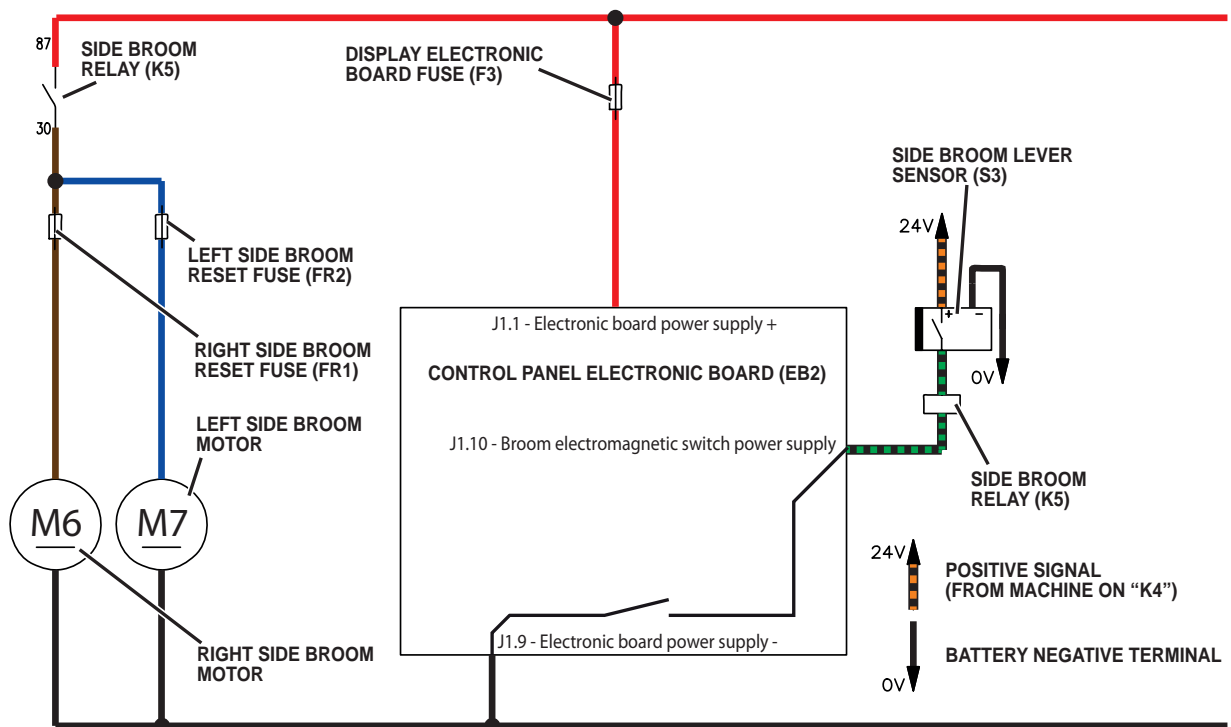 87
SIDE BROOM
RELAY (K5)
30
DISPLAY ELECTRONIC
BOARD FUSE (F3)
SIDE BROOM LEVER
SENSOR (S3)
24V
+ -
0V
LEFT SIDE BROOM
RESET FUSE (FR2)
RIGHT SIDE BROOM
RESET FUSE (FR1)
LEFT SIDE BROOM
MOTOR
M6
M7
RIGHT SIDE BROOM
MOTOR
J1.1 - Electronic board power supply +
CONTROL PANEL ELECTRONIC BOARD (EB2)
J1.10 - Broom electromagnetic switch power supply
J1.9 - Electronic board power supply -
SIDE BROOM
RELAY (K5)
24V
POSITIVE SIGNAL
(FROM MACHINE ON “K4”)
BATTERY NEGATIVE TERMINAL
0V